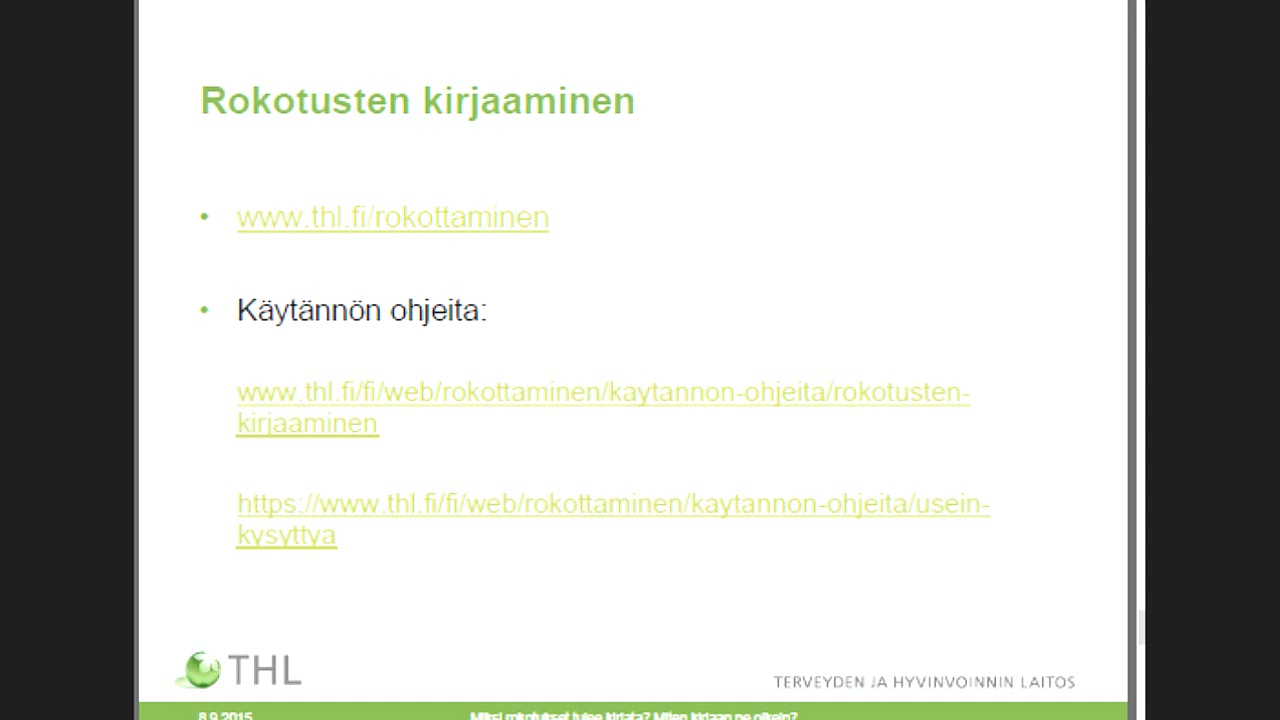 Rokotusten kirjaaminen
• www.thl.fi/rokottaminen
• Käytännön ohjeita:
www.thl.fi/fi/web/rokottaminen/kaytannon-ohjeita/rokotusten-
kirjaaminen
https://www.thl.fi/fi/web/rokottaminen/kaytannon-ohjeita/usein-
kysyttya
THL
TERVEYDEN JA HYVINVOINNIN LAITOS
8.9.2015 Miksi rokotukset tulee kirjata? Miten kirjaan ne oikein?